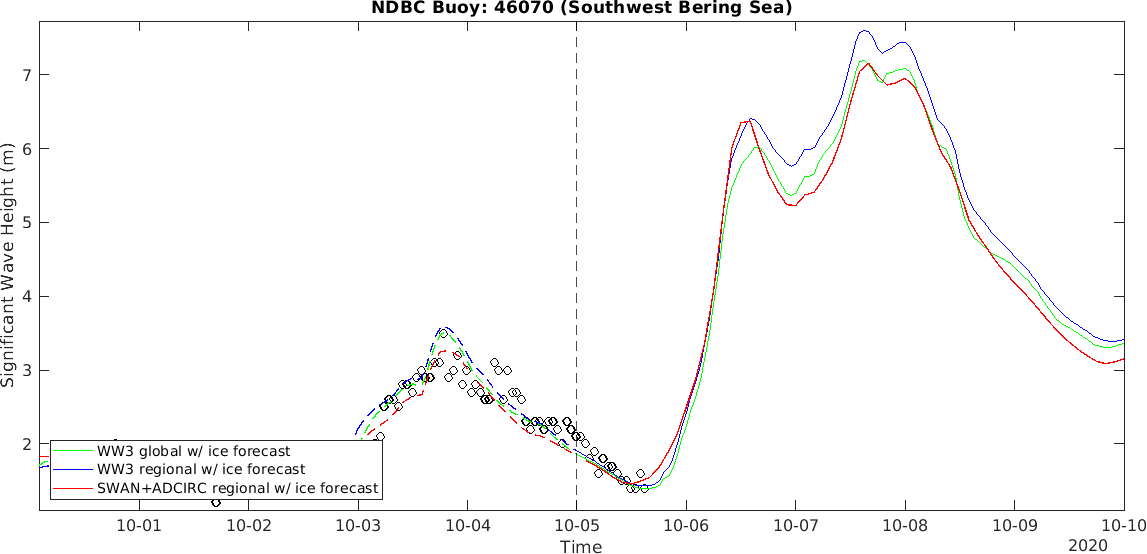 NDBC Buoy: 46070 (Southwest Bering Sea)
Significant Wave Height (m)
7
6
5
4
3
2
WW3 global w/ ice forecast
WW3 regional w/ ice forecast
SWAN+ADCIRC regional w/ ice forecast
10-01 10-02 10-03 10-04 10-05 10-06 10-07 10-08 10-09 10-10
Time
2020